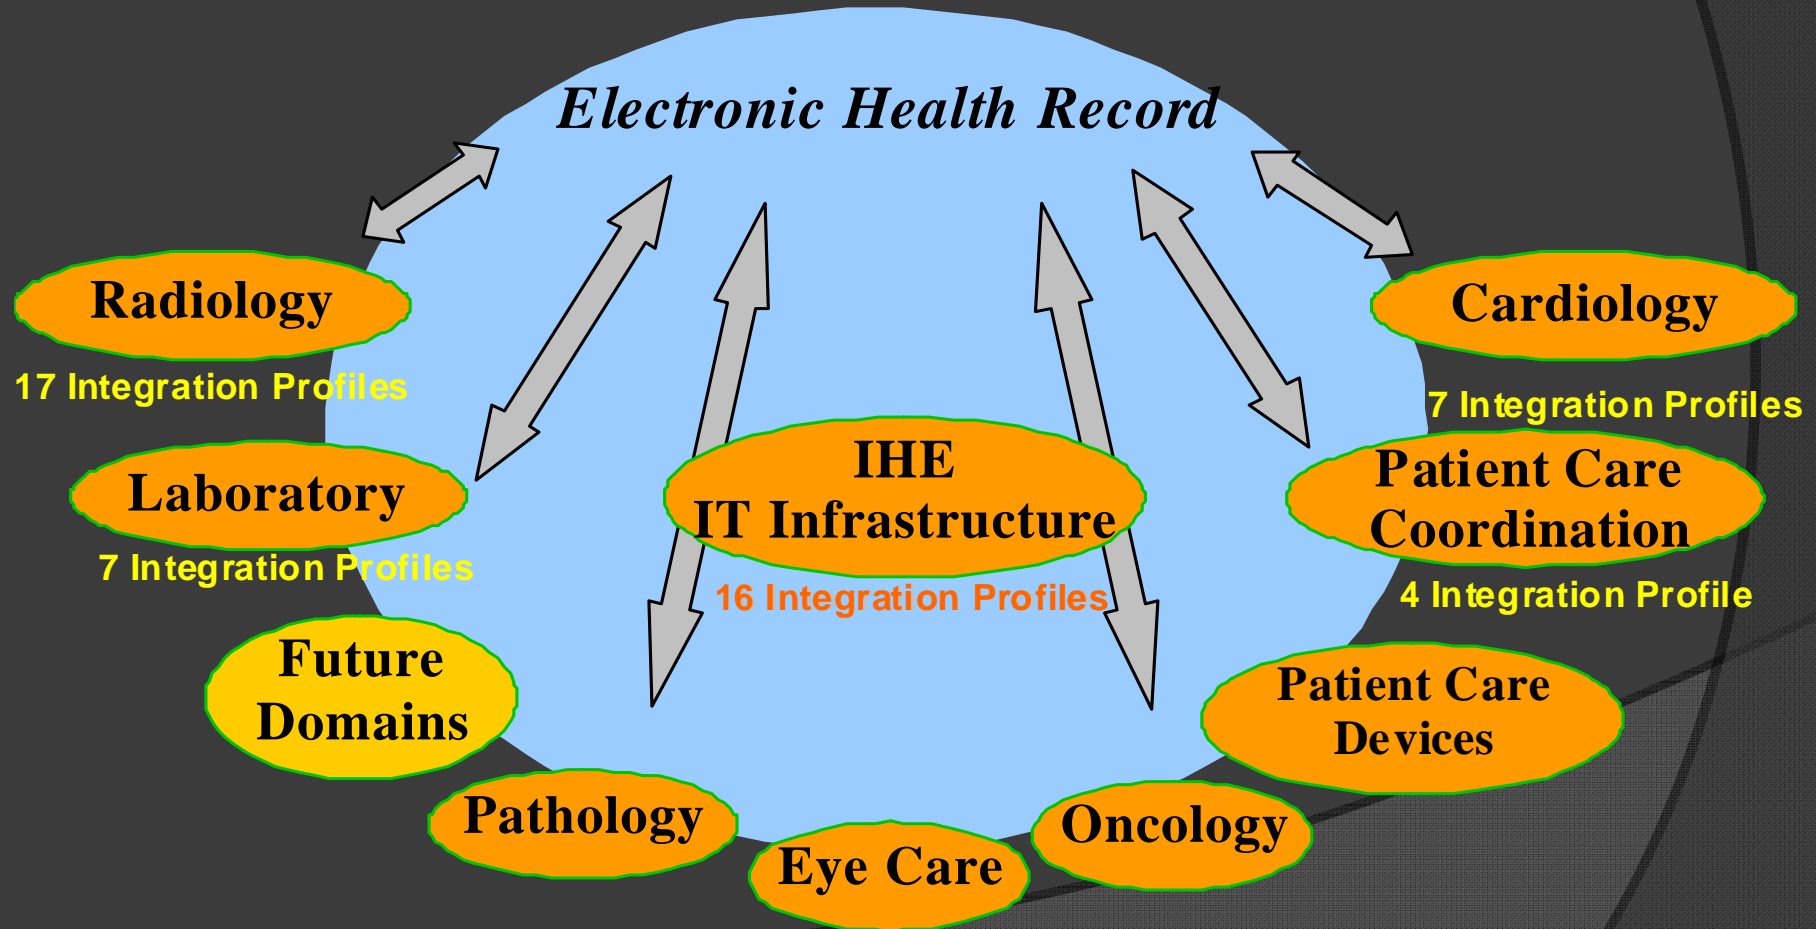 Electronic Health Record
Radiology
17 Integration Profiles
Cardiology
7 Integration Profiles
Laboratory
7 Integration Profiles
IHE
IT Infrastructure
16 Integration Profiles
Patient Care
Coordination
4 Integration Profile
Future
Domains
Patient Care
Devices
Pathology
Eye Care
Oncology